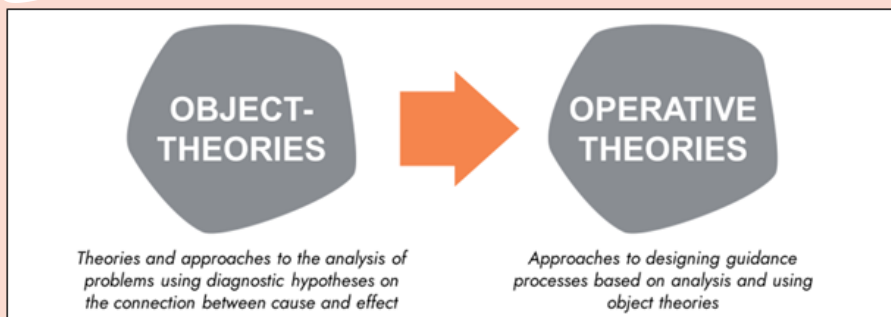 OBJECT-
THEORIES
Theories and approaches to the analysis of
problems using diagnostic hypotheses on
the connection between cause and effect
OPERATIVE
THEORIES
Approaches to designing guidance
processes based on analysis and using
object theories